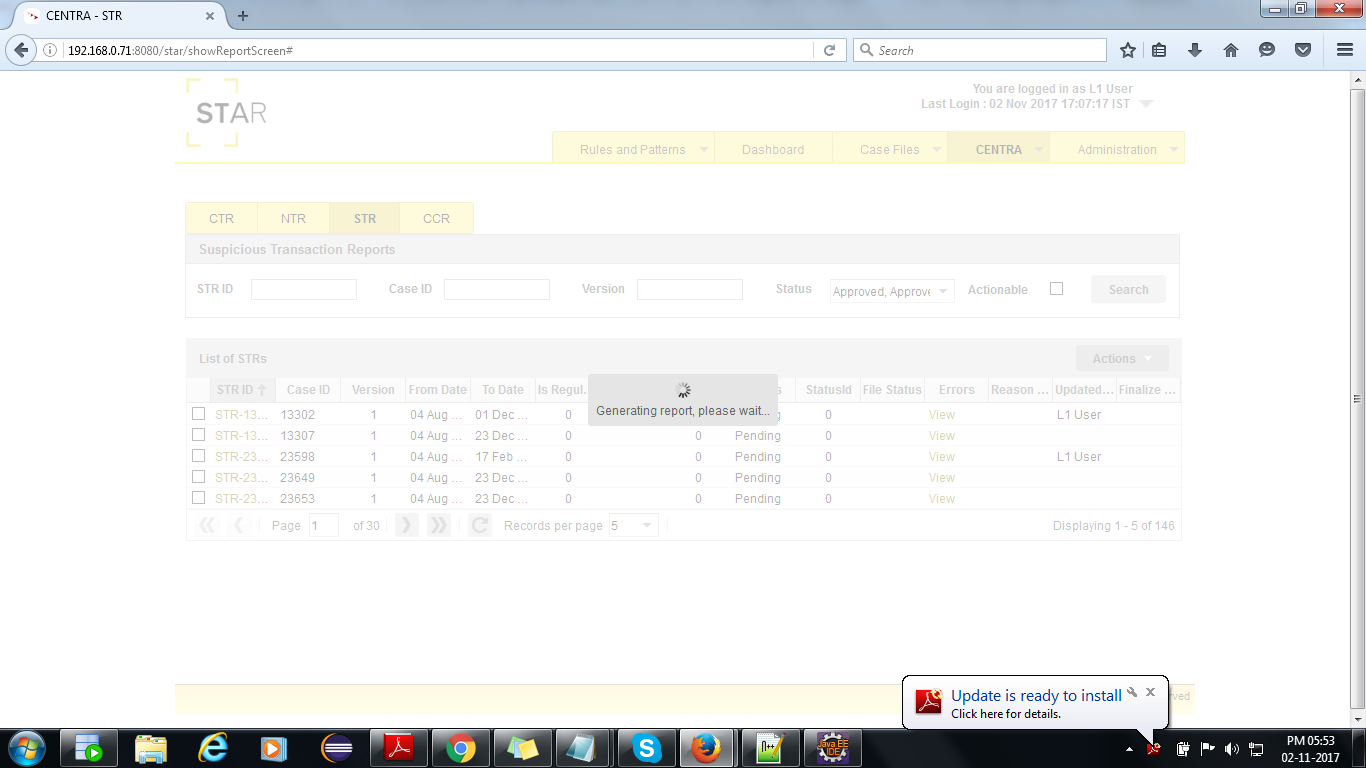 CENTRA - STR
192.168.0.71:8080/star/showReportScreen#
Search
STAR
You are logged in as L1 User
Last Login : 02 Nov 2017 17:07:17 IST
Rules and Patterns Dashboard Case Files CENTRA Administration
CTR NTR STR CCR
Suspicious Transaction Reports
STR ID Case ID Version Status Approved, Approve Actionable Search
List of STRs Actions
STR ID Case ID Version From Date To Date Is Regul... StatusId File Status Errors Reason ... Updated... Finalize ...
STR-13... 13302 1 04 Aug ... 01 Dec ... 0 0 View L1 User
STR-13... 13307 1 04 Aug ... 23 Dec ... 0 0 Pending 0 View
STR-23... 23598 1 04 Aug ... 17 Feb ... 0 0 Pending 0 View L1 User
STR-23... 23649 1 04 Aug ... 23 Dec ... 0 0 Pending 0 View
STR-23... 23653 1 04 Aug ... 23 Dec ... 0 0 Pending 0 View
Generating report, please wait...
Page 1 of 30 Records per page 5 Displaying 1 - 5 of 146
Update is ready to install
Click here for details.
Java EE
IDE
PM 05:53
02-11-2017